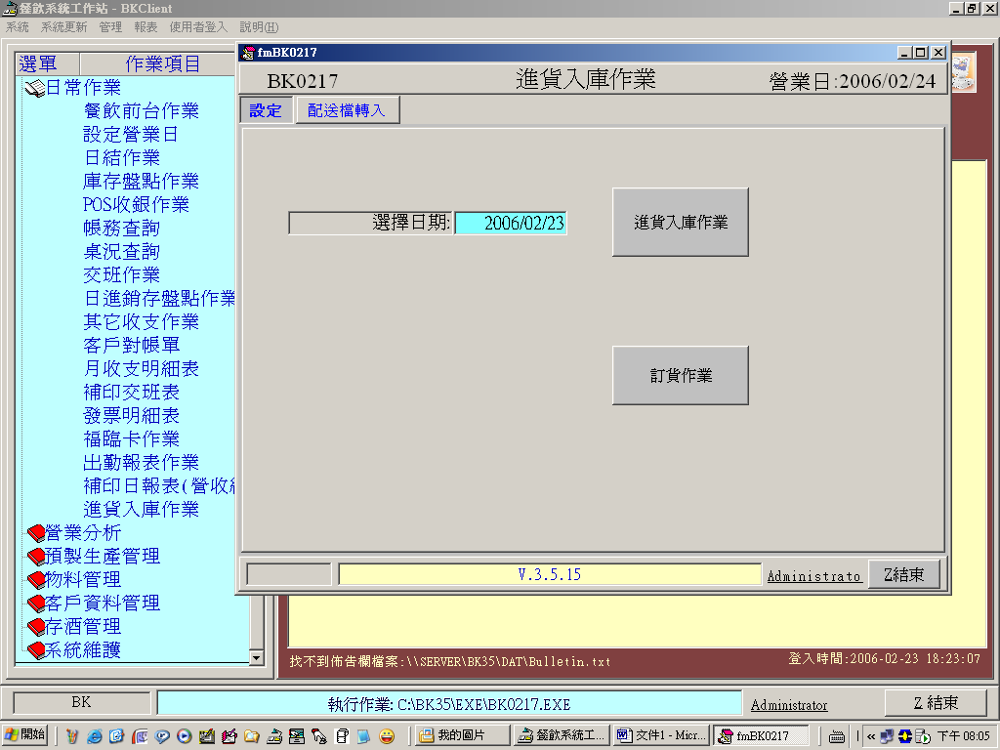 餐飲系統工作站 - BKClient
系統 系統更新 管理 報表 使用者登入 說明(H)
選單 作業項目
日常作業
餐飲前台作業
設定營業日
日結作業
庫存盤點作業
POS收銀作業
帳務查詢
桌況查詢
交班作業
日進銷存盤點作業
其它收支作業
客戶對帳單
月收支明細表
補印交班表
發票明細表
福臨卡作業
出勤報表作業
補印日報表(營收
進貨入庫作業
營業分析
預製生產管理
物料管理
客戶資料管理
存酒管理
系統維護
fmBK0217
BK0217 進貨入庫作業 營業日:2006/02/24
設定 配送檔轉入
選擇日期: 2006/02/23
進貨入庫作業
訂貨作業
V.3.5.15 Administrato Z結束
找不到佈告欄檔案:\\SERVER\BK35\DAT\Bulletin.txt 登入時間:2006-02-23 18:23:07
BK 執行作業: C:\BK35\EXE\BK0217.EXE Administrator Z 結束
開始 我的圖片 餐飲系統工... 文件1 - Micr... fmBK0217 « 下午 08:05